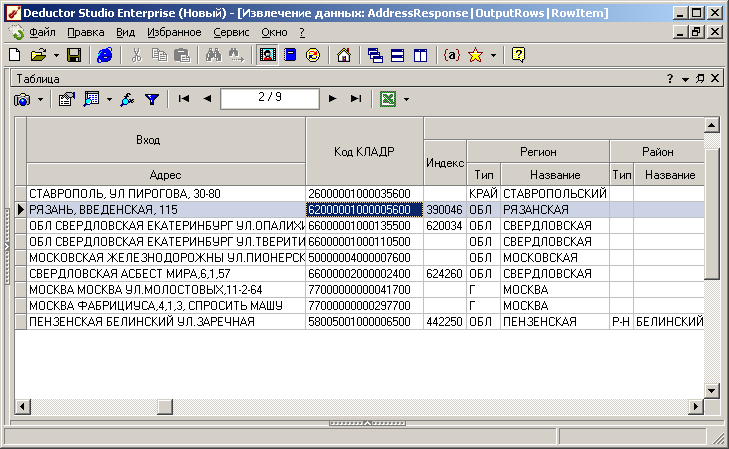 Deductor Studio Enterprise (Новый) - [Извлечение данных: AddressResponse|OutputRows|RowItem]
Файл Правка Вид Избранное Сервис Окно ?
{a} ?
Таблица ?
2 / 9
Вход Код КЛАДР
Индекс Регион Район
Адрес Тип Название Тип Название
СТАВРОПОЛЬ, УЛ ПИРОГОВА, 30-80 26000001000035600 КРАЙ СТАВРОПОЛЬСКИЙ
РЯЗАНЬ, ВВЕДЕНСКАЯ, 115 62000001000005600 390046 ОБЛ РЯЗАНСКАЯ
ОБЛ СВЕРДЛОВСКАЯ ЕКАТЕРИНБУРГ УЛ.ОПАЛИХИ 66000001000135500 620034 ОБЛ СВЕРДЛОВСКАЯ
ОБЛ СВЕРДЛОВСКАЯ ЕКАТЕРИНБУРГ УЛ.ТВЕРИТИ 66000001000110500 ОБЛ СВЕРДЛОВСКАЯ
МОСКОВСКАЯ ЖЕЛЕЗНОДОРОЖНЫ УЛ.ПИОНЕРСК 50000004000007600 ОБЛ МОСКОВСКАЯ
СВЕРДЛОВСКАЯ АСБЕСТ МИРА,6,1,57 66000002000002400 624260 ОБЛ СВЕРДЛОВСКАЯ
МОСКВА МОСКВА УЛ.МОЛОСТОВЫХ,11-2-64 77000000000041700 Г МОСКВА
МОСКВА ФАБРИЦИУСА,4,1,3, СПРОСИТЬ МАШУ 77000000000297700 Г МОСКВА
ПЕНЗЕНСКАЯ БЕЛИНСКИЙ УЛ.ЗАРЕЧНАЯ 58005001000006500 442250 ОБЛ ПЕНЗЕНСКАЯ Р-Н БЕЛИНСКИЙ